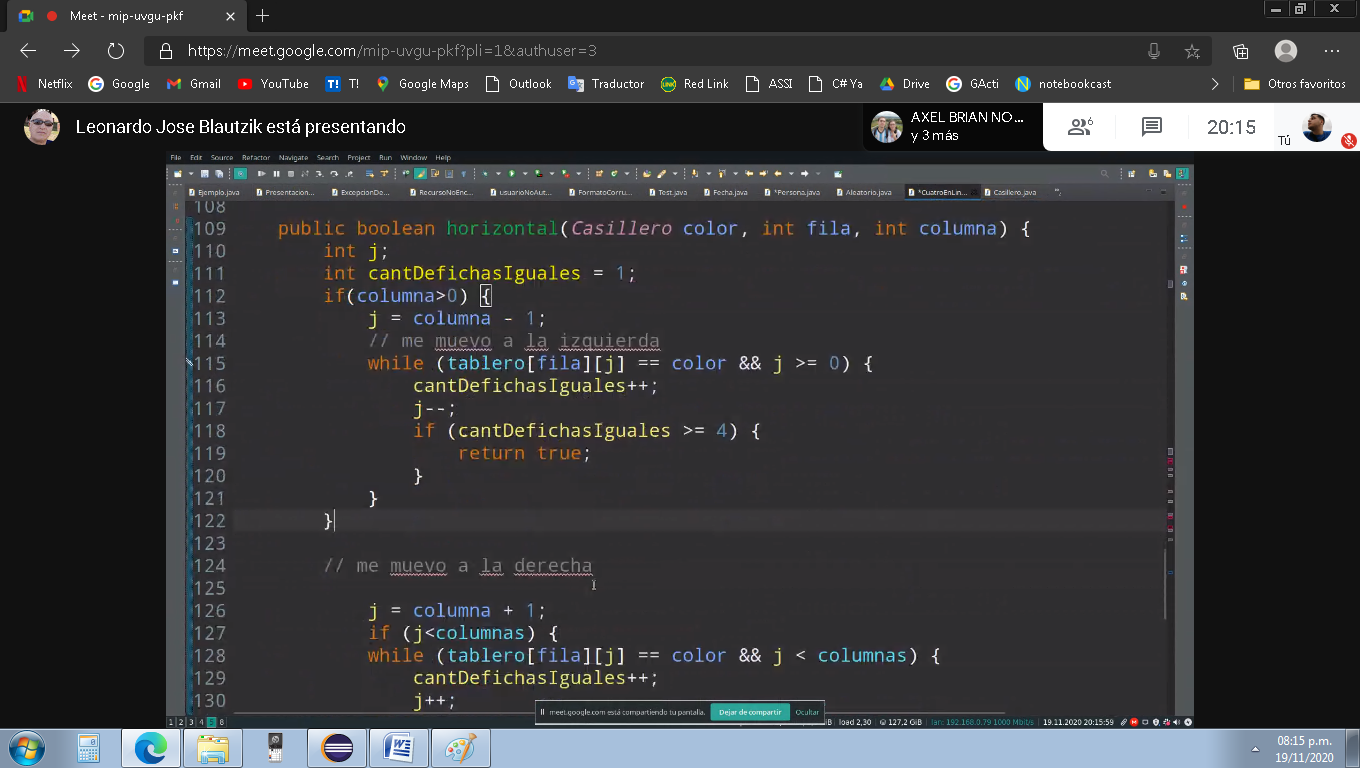 Meet - mip-uvgu-pkf
https://meet.google.com/mip-uvgu-pkf?pli=1&authuser=3
Netflix Google Gmail YouTube T! T! Google Maps Outlook Traductor LINK Red Link ASSI C# Ya Drive GActi N notebookcast Otros favoritos
Leonardo Jose Blautzik está presentando
AXEL BRIAN NO...
y 3 más
6
20:15
Tú
File Edit Source Refactor Navigate Search Project Run Window Help
Ejemplo.java Presentacion... ExcepcionDe... RecursoNoEnc... usuarioNoAut... FormatoCorru... Test.java Fecha.java *Persona.java Aleatorio.java *CuatroEnLin... Casillero.java
108
109 public boolean horizontal(Casillero color, int fila, int columna) {
110 int j;
111 int cantDefichasIguales = 1;
112 if(columna>0) {
113 j = columna - 1;
114 // me muevo a la izquierda
115 while (tablero[fila][j] == color && j >= 0) {
116 cantDefichasIguales++;
117 j--;
118 if (cantDefichasIguales >= 4) {
119 return true;
120 }
121 }
122 }
123
124 // me muevo a la derecha
125
126 j = columna + 1;
127 if (j<columnas) {
128 while (tablero[fila][j] == color && j < columnas) {
129 cantDefichasIguales++;
130 j++;
meet.google.com está compartiendo tu pantalla. Dejar de compartir Ocultar
1 2 3 4 5 8 load 2,30 127,2 GiB lan: 192.168.0.79 1000 Mbit/s 19.11.2020 20:15:59
08:15 p.m.
19/11/2020